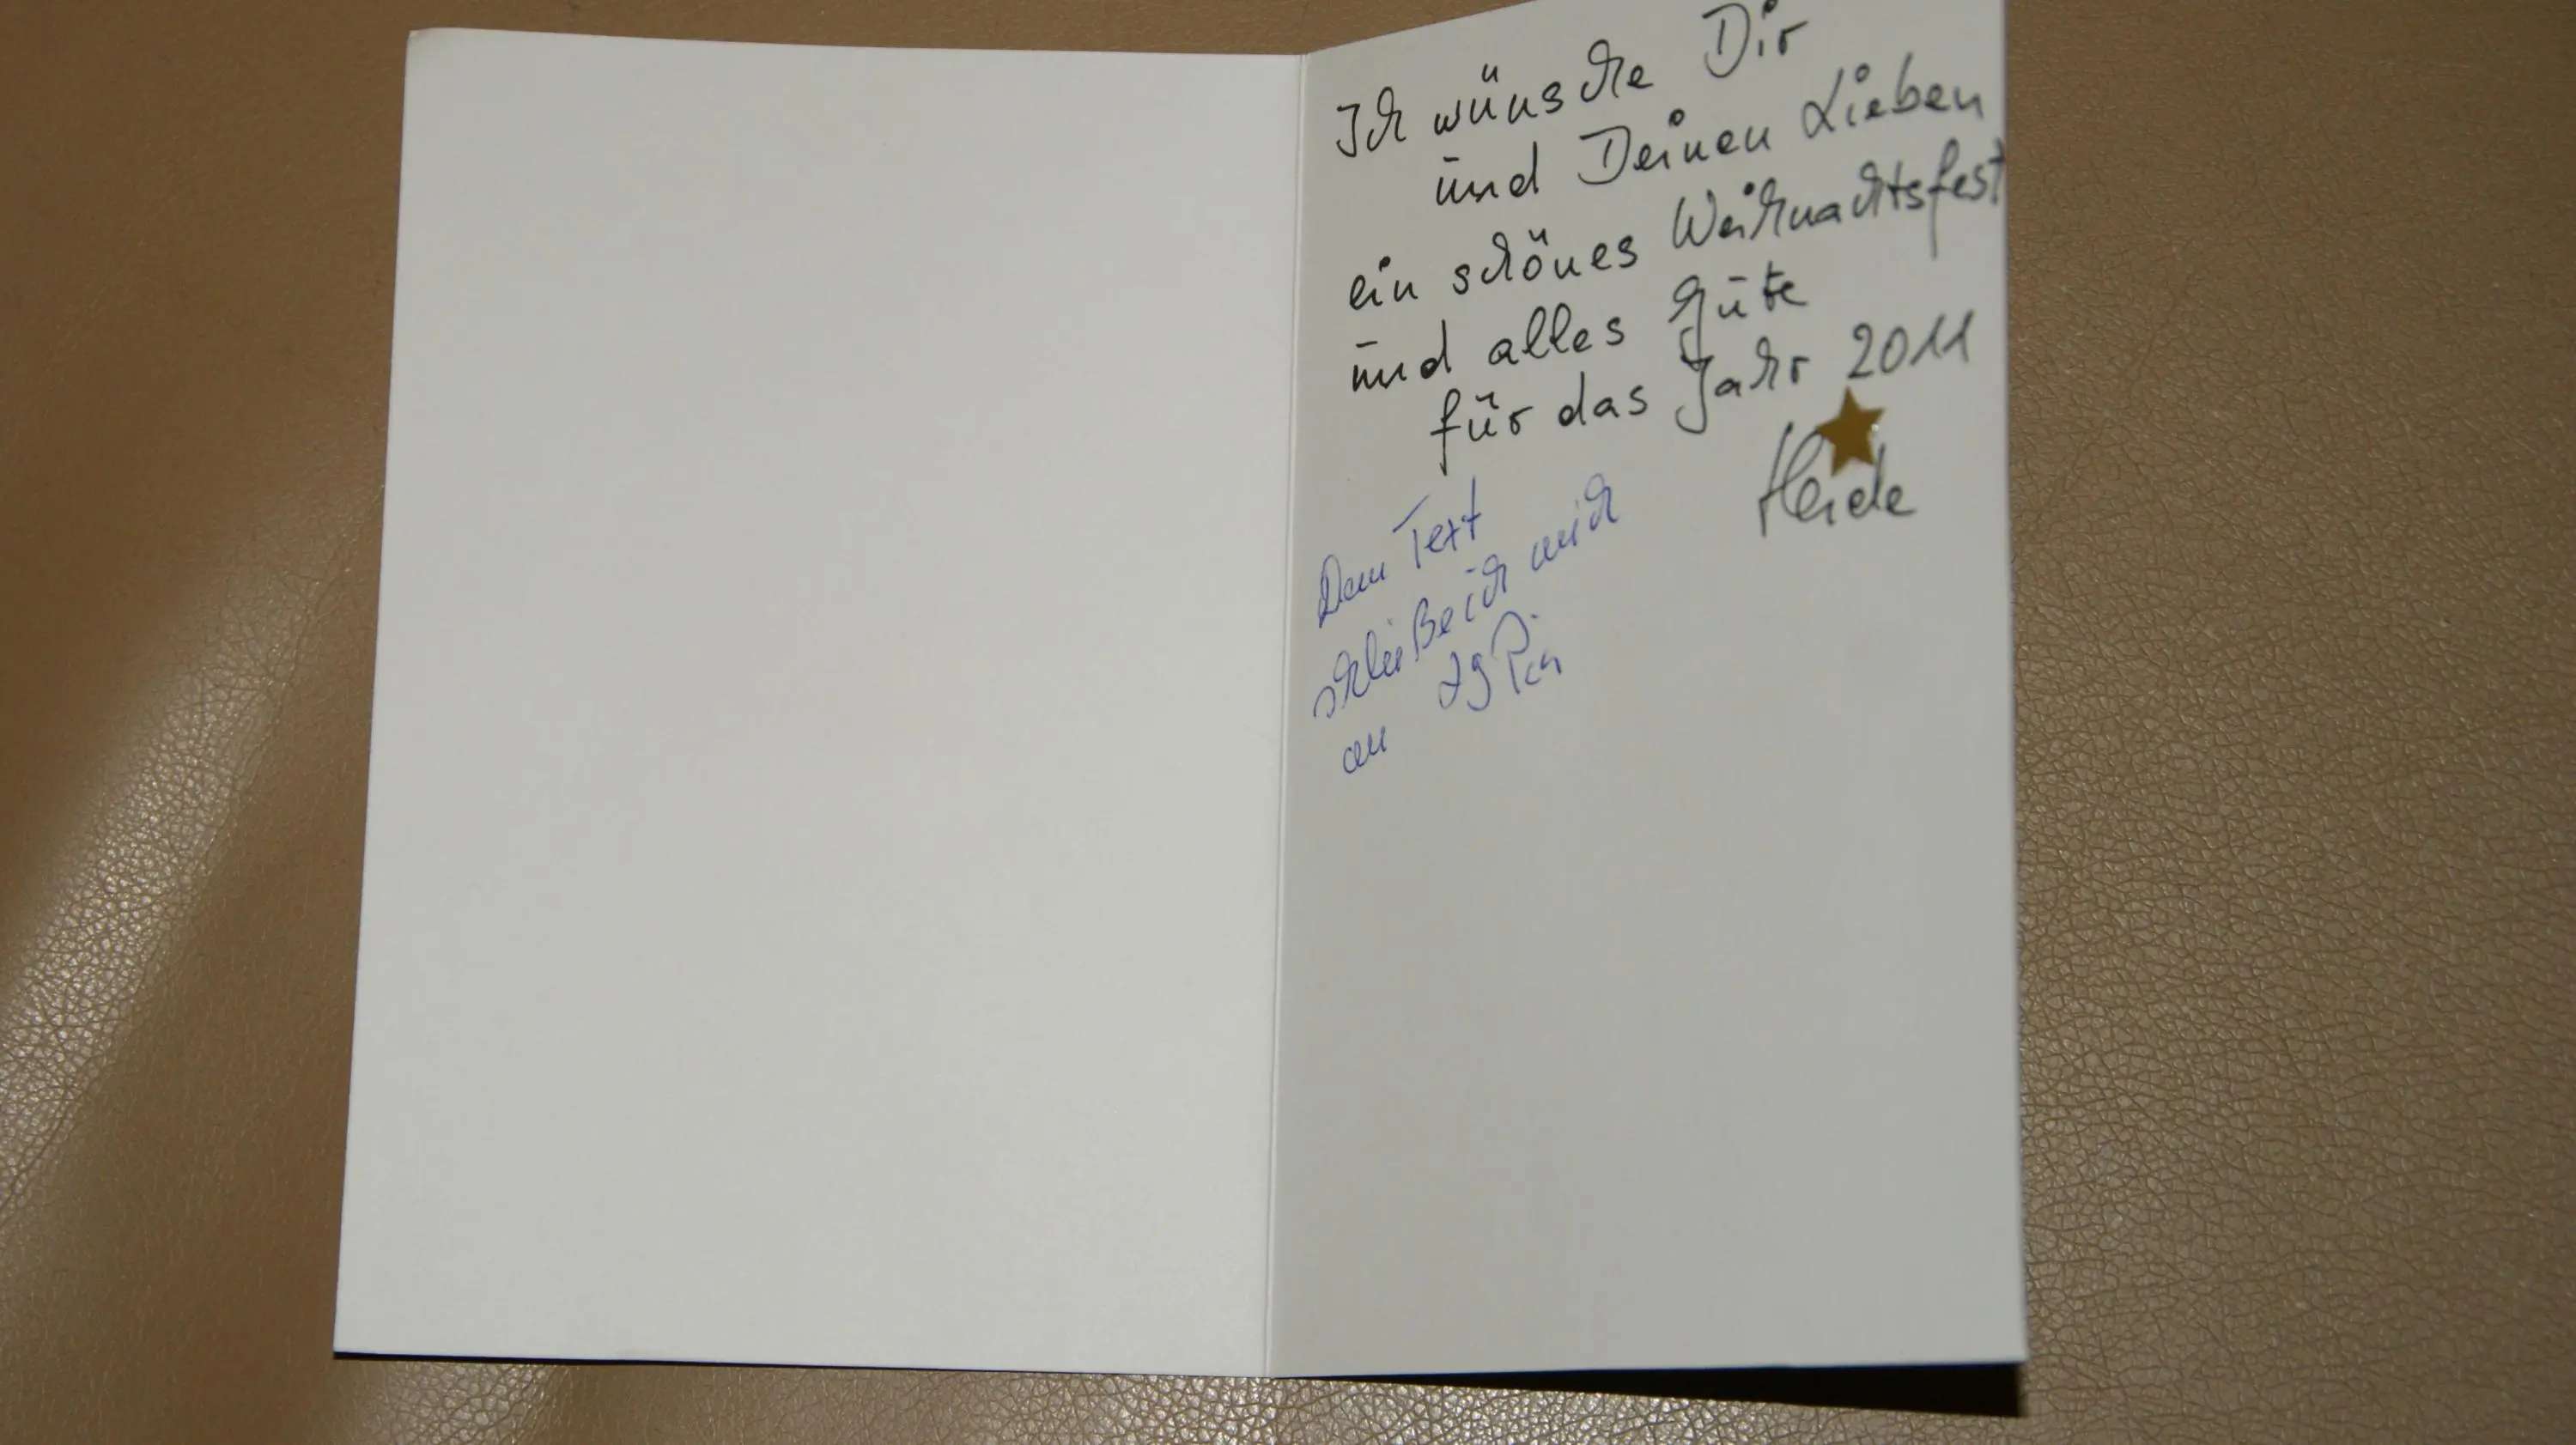 Ich wünsche Dir
und Deinen Lieben
ein schönes Weihnachtsfest
und alles Gute
für das Jahr 2011
Heide
Dem Text
schließe ich mich
an